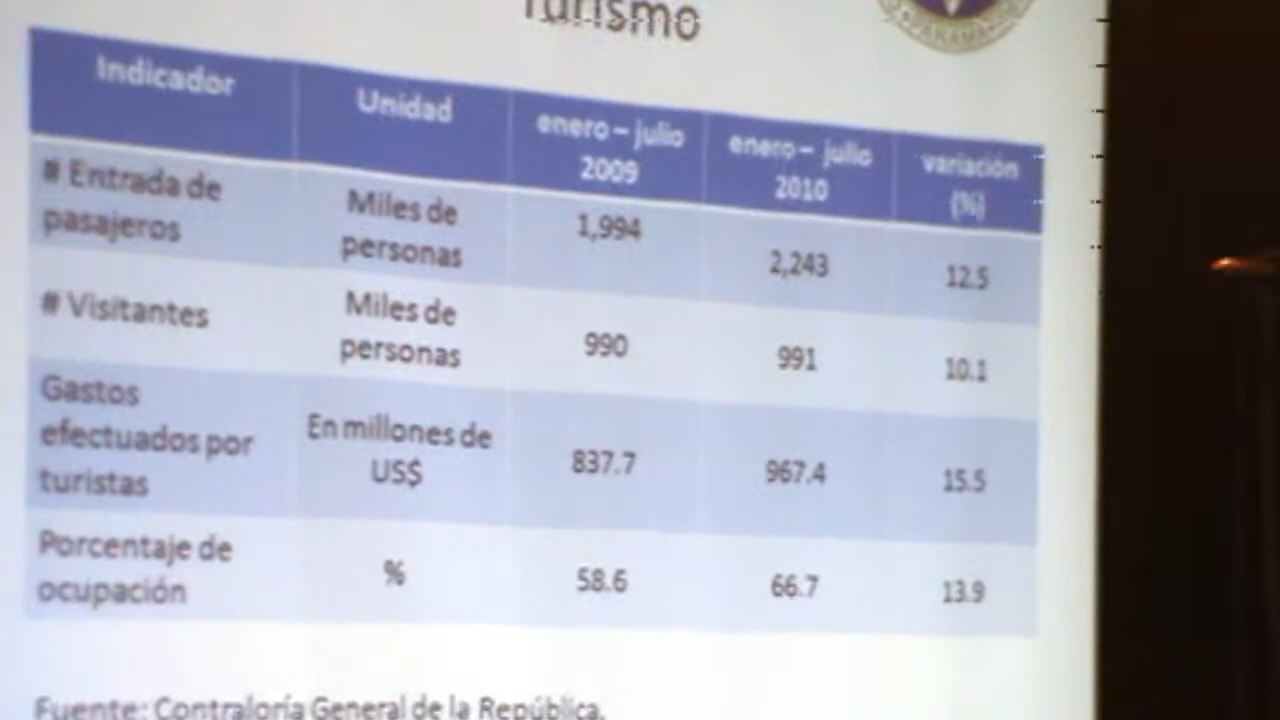 Turismo
PANAMA
Indicador
Unidad
enero – julio
2009
enero – julio
2010
variación
(%)
# Entrada de
pasajeros
Miles de
personas
1,994
2,243
12.5
# Visitantes
Miles de
personas
990
991
10.1
Gastos
efectuados por
turistas
En millones de
US$
837.7
967.4
15.5
Porcentaje de
ocupación
%
58.6
66.7
13.9
Fuente: Contraloría General de la República.